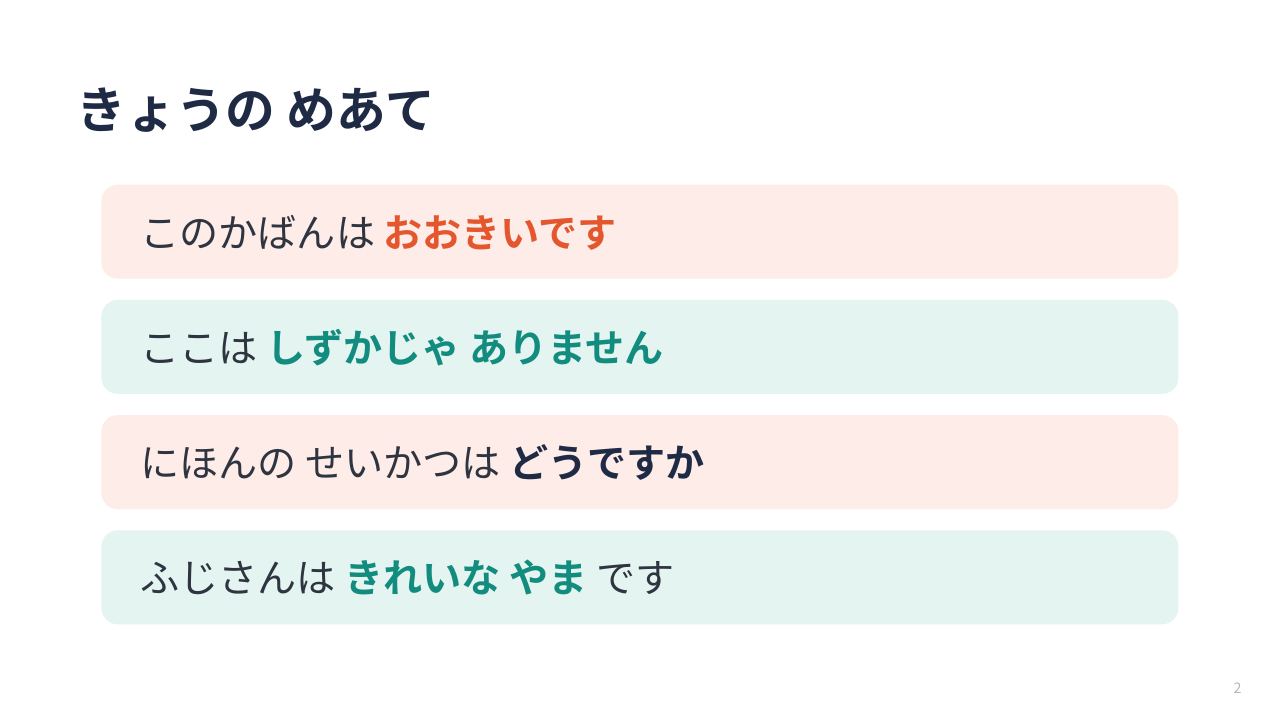 きょうの めあて
このかばんは おおきいです
ここは しずかじゃ ありません
にほんの せいかつは どうですか
ふじさんは きれいな やま です
2